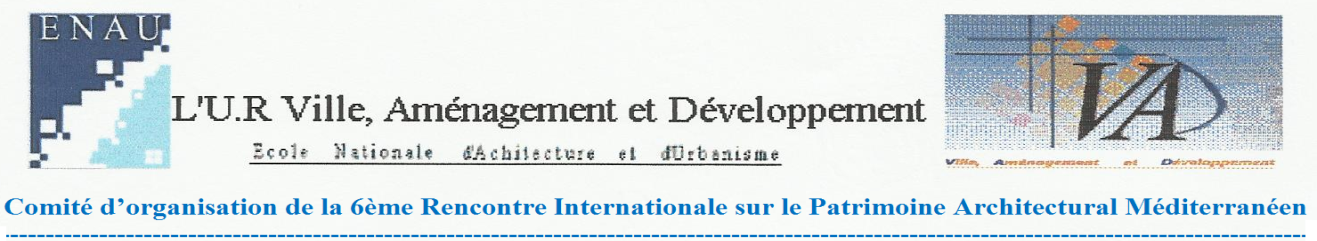 ENAU
L'U.R Ville, Aménagement et Développement
Ecole Nationale d'Achitecture et d'Urbanisme
VAD
Ville, Aménagement et Développement
Comité d’organisation de la 6ème Rencontre Internationale sur le Patrimoine Architectural Méditerranéen